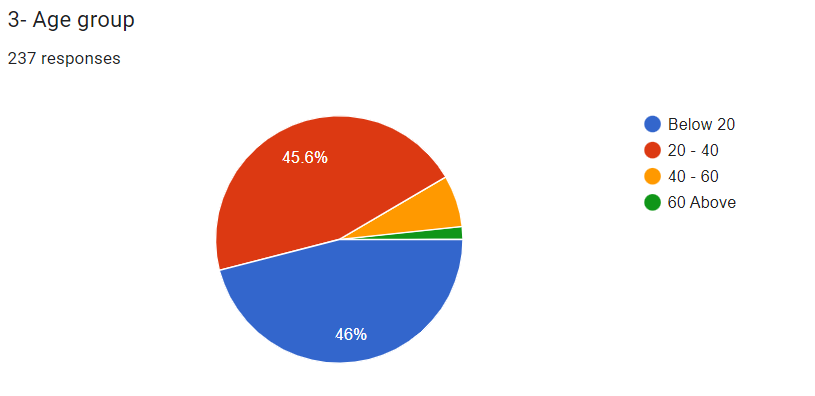 3- Age group
237 responses
45.6%
46%
Below 20
20 - 40
40 - 60
60 Above